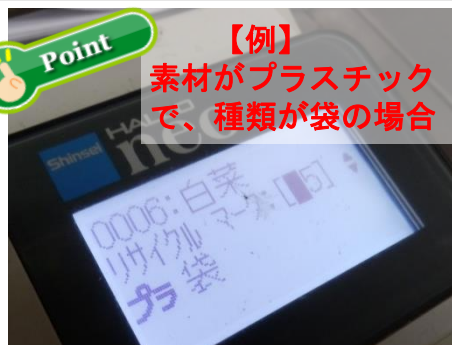 Point
【例】
素材がプラスチック
で、種類が袋の場合
Shinsei
HALLO
neo
0006:白菜
リサイクル マーク:[ 5]
プラ 袋